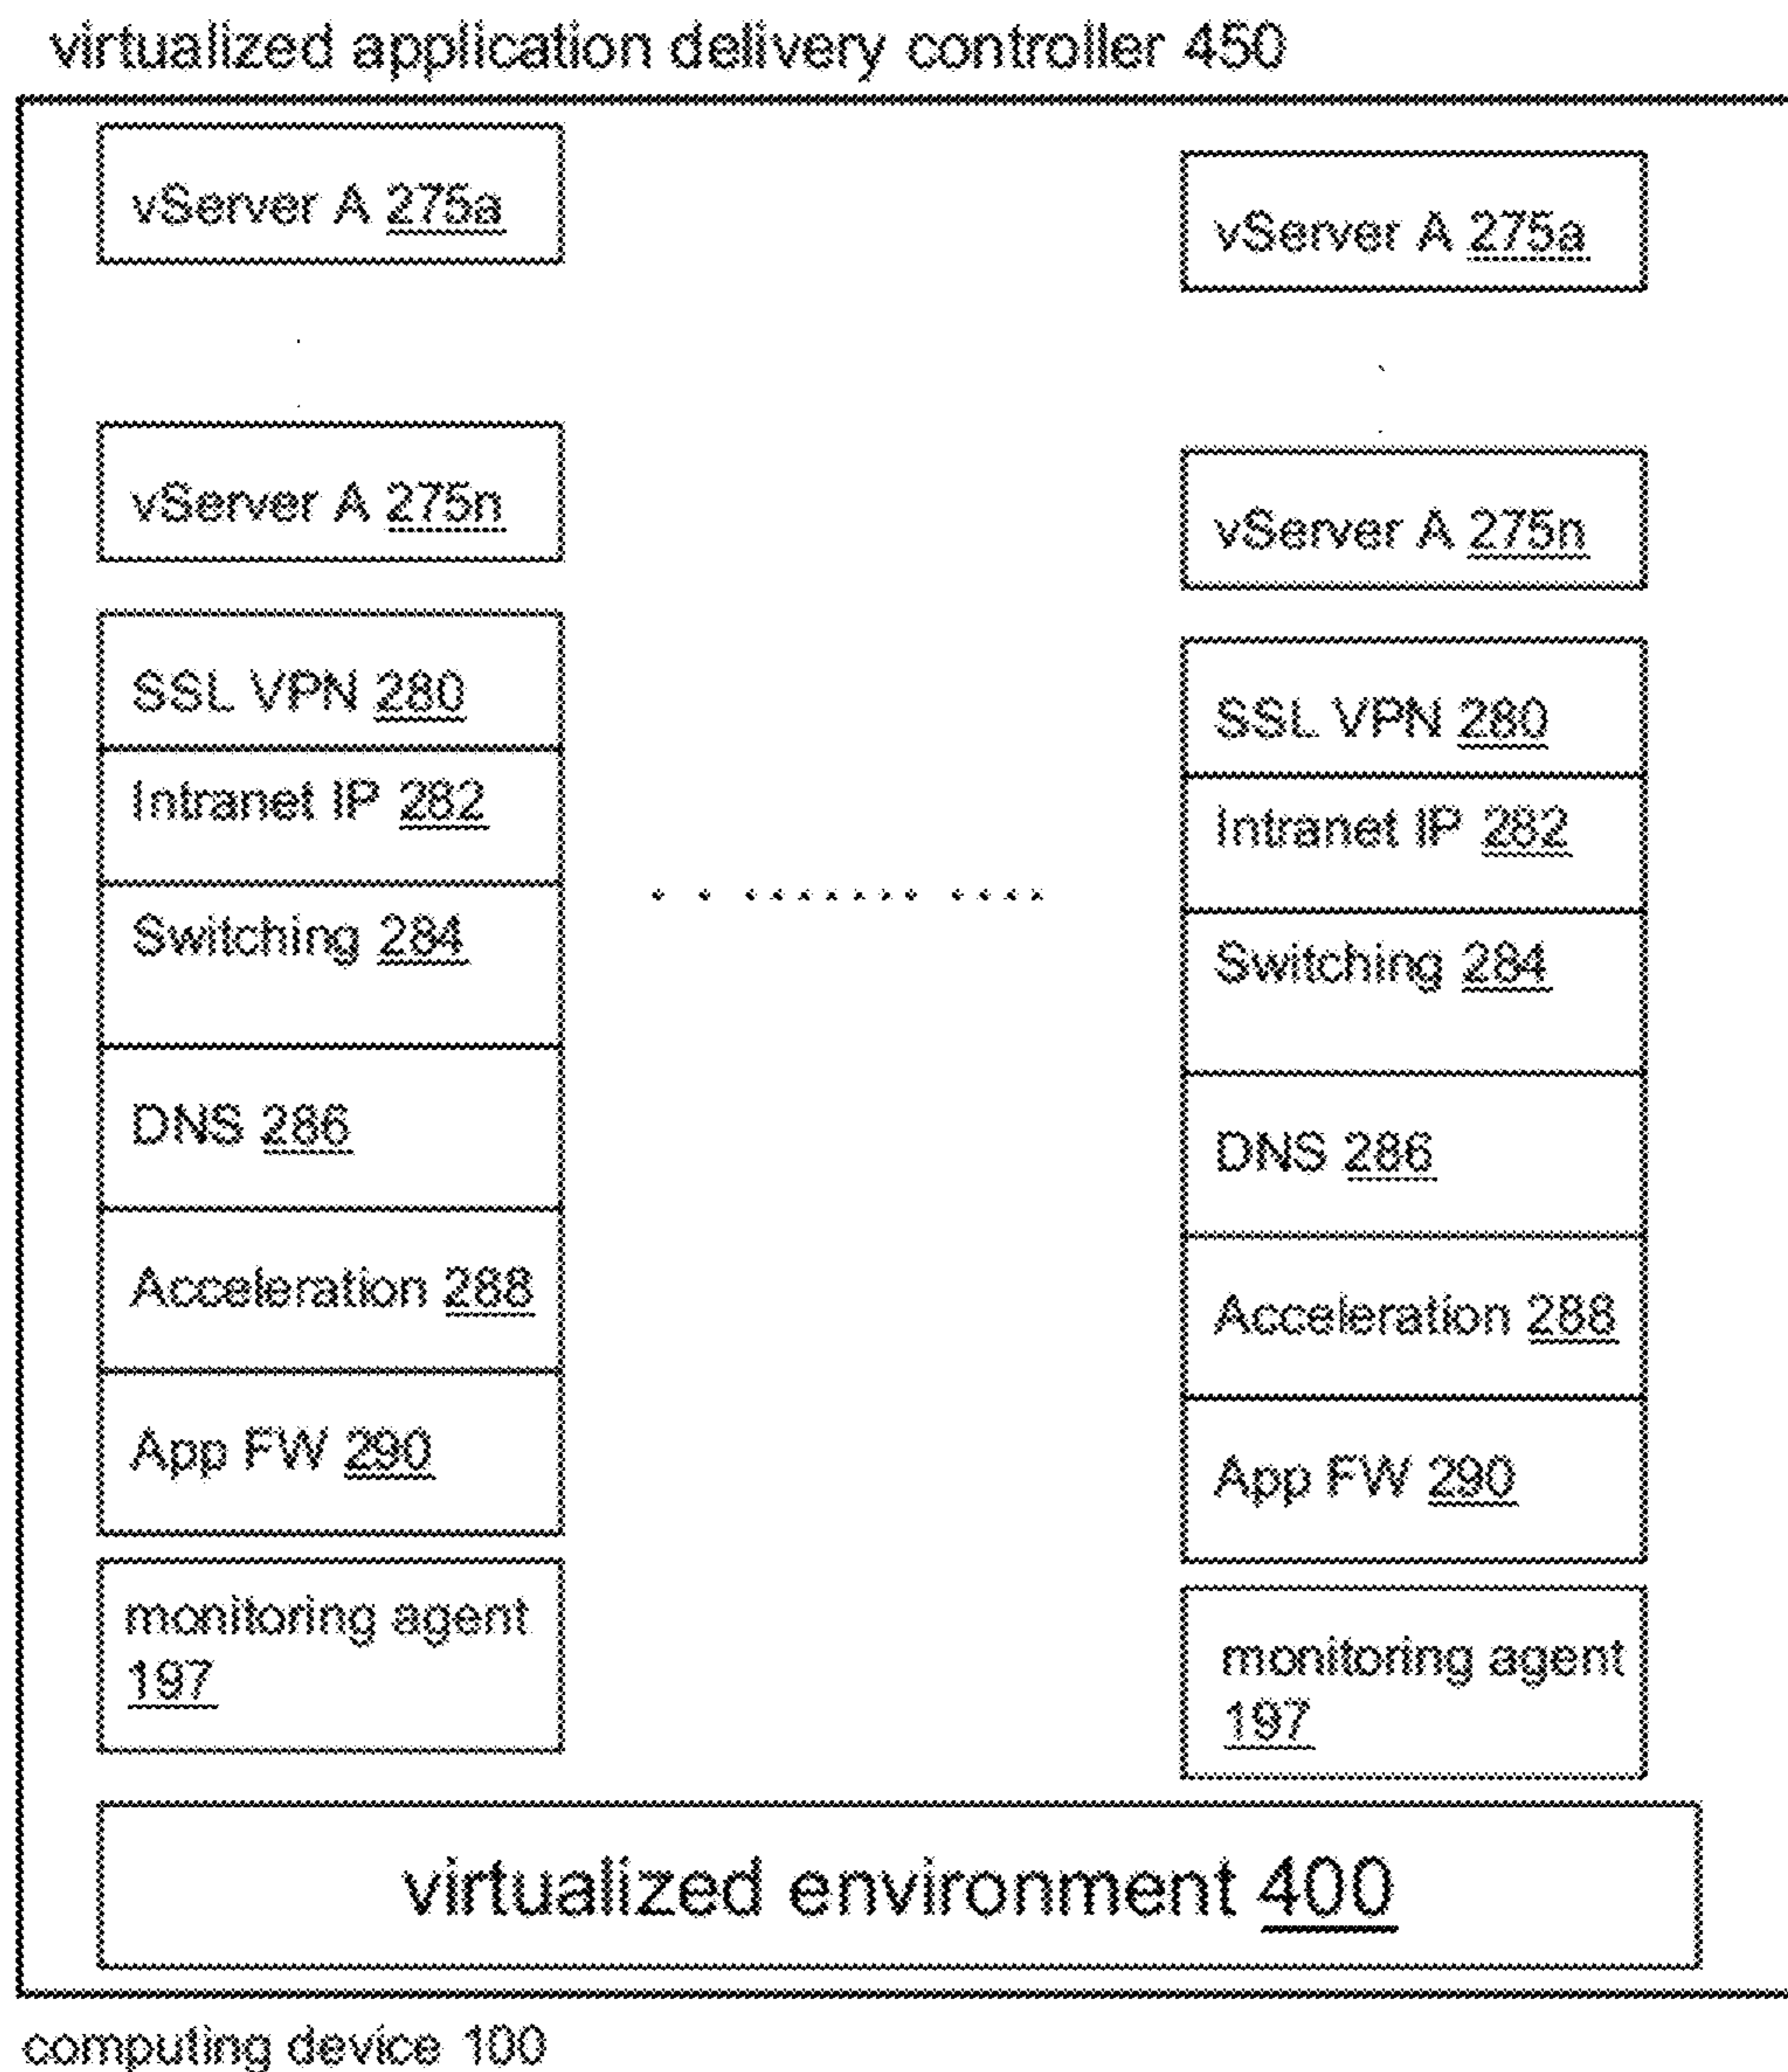 virtualized application delivery controller 450
vServer A 275a
vServer A 275n
SSL VPN 280
Intranet IP 282
Switching 284
DNS 286
Acceleration 288
App FW 290
monitoring agent
197
vServer A 275a
vServer A 275n
SSL VPN 280
Intranet IP 282
Switching 284
DNS 286
Acceleration 288
App FW 290
monitoring agent
197
virtualized environment 400
computing device 100